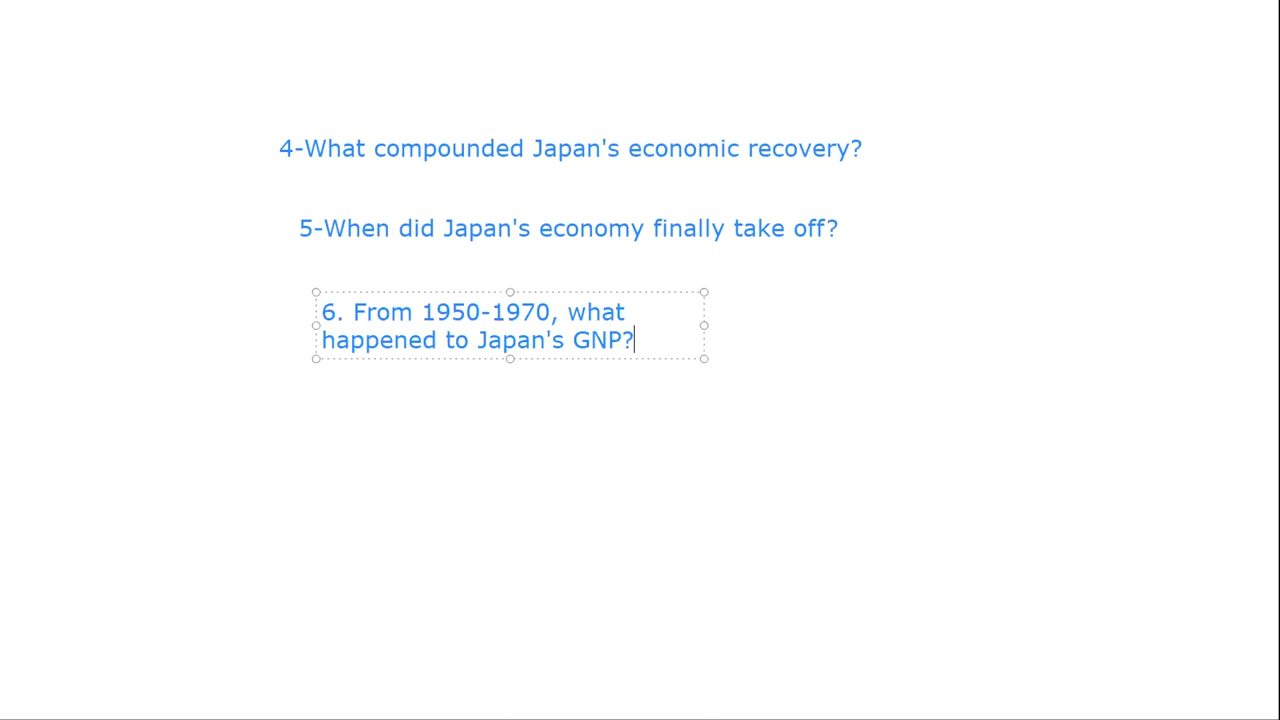 4-What compounded Japan's economic recovery?
5-When did Japan's economy finally take off?
6. From 1950-1970, what
happened to Japan's GNP?